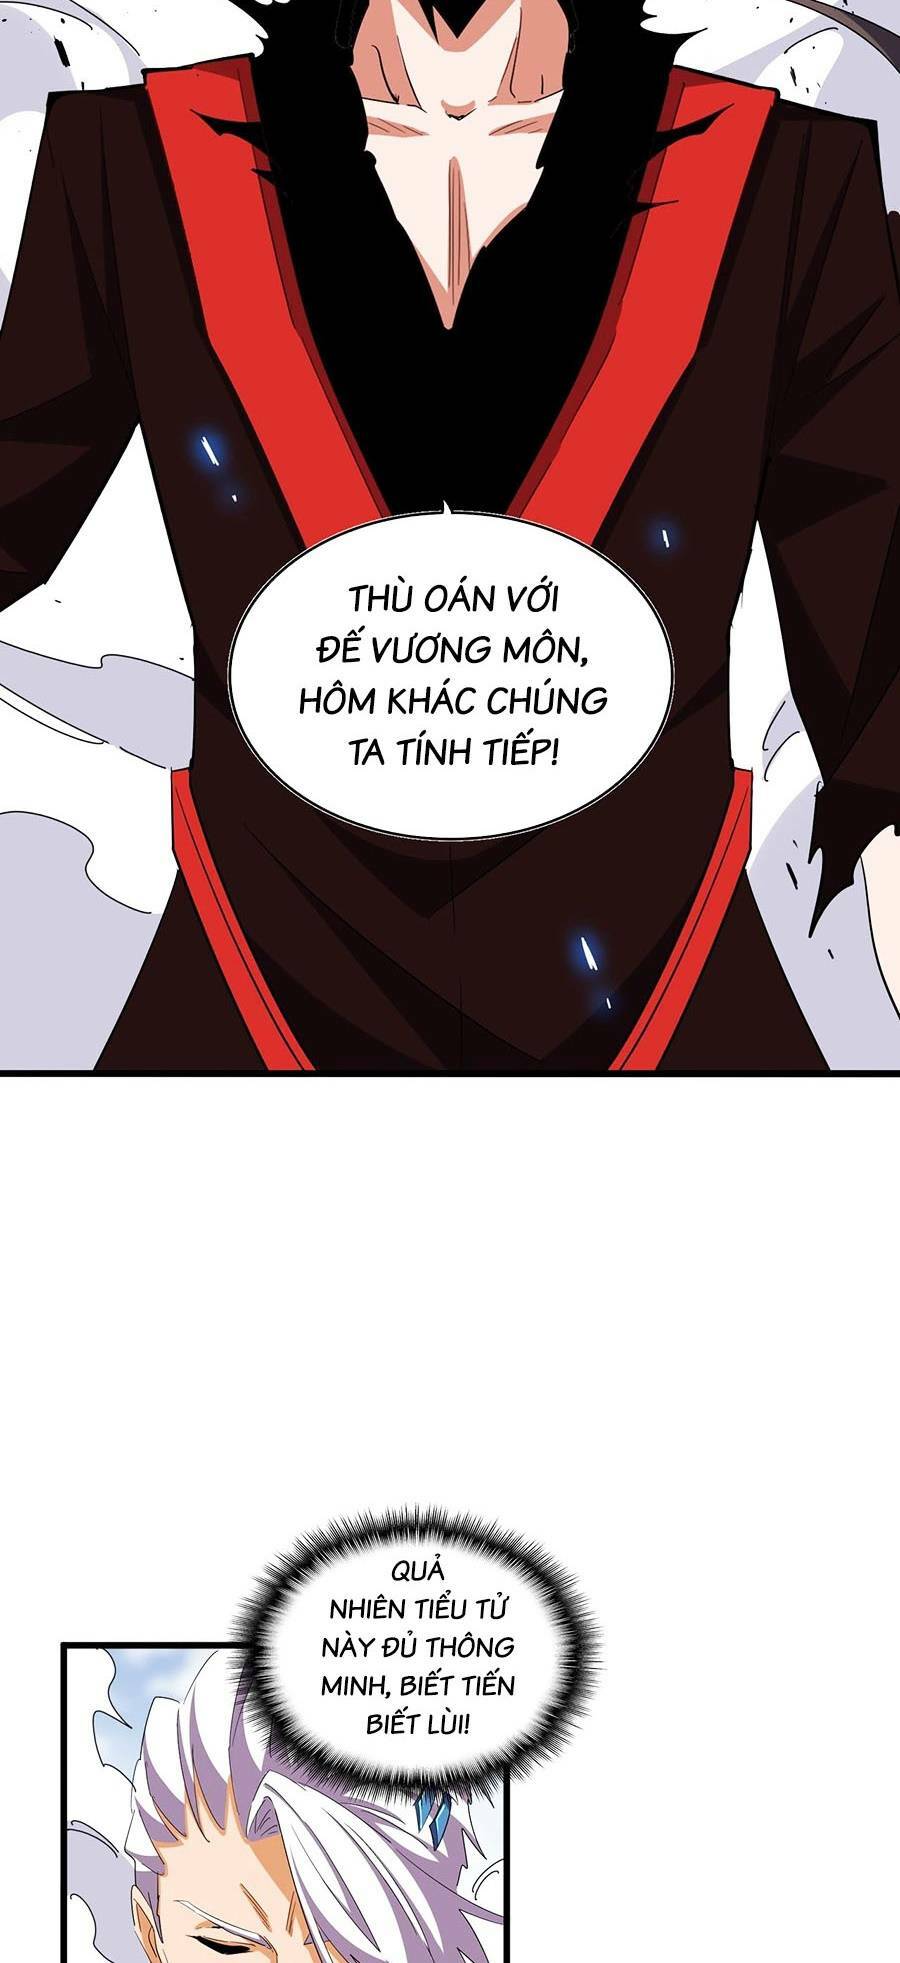 THÙ OÁN VỚI
ĐẾ VƯƠNG MÔN,
HÔM KHÁC CHÚNG
TA TÍNH TIẾP!
QUẢ
NHIÊN TIỂU TỬ
NÀY ĐỦ THÔNG
MINH, BIẾT TIẾN
BIẾT LÙI!